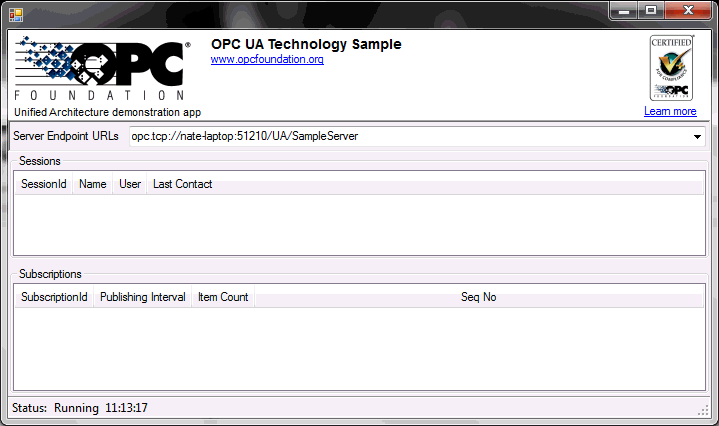 OPC UA Technology Sample
www.opcfoundation.org
OPC®
FOUNDATION
Unified Architecture demonstration app
CERTIFIED
FOR COMPLIANCE
OPC
FOUNDATION
Learn more
Server Endpoint URLs opc.tcp://nate-laptop:51210/UA/SampleServer
Sessions
SessionId Name User Last Contact
Subscriptions
SubscriptionId Publishing Interval Item Count Seq No
Status: Running 11:13:17